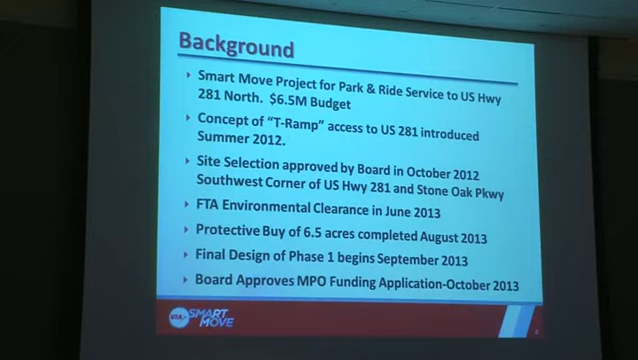 Background
Smart Move Project for Park & Ride Service to US Hwy
281 North. $6.5M Budget
Concept of “T-Ramp” access to US 281 introduced
Summer 2012.
Site Selection approved by Board in October 2012
Southwest Corner of US Hwy 281 and Stone Oak Pkwy
FTA Environmental Clearance in June 2013
Protective Buy of 6.5 acres completed August 2013
Final Design of Phase 1 begins September 2013
Board Approves MPO Funding Application-October 2013
VIA SMART
MOVE